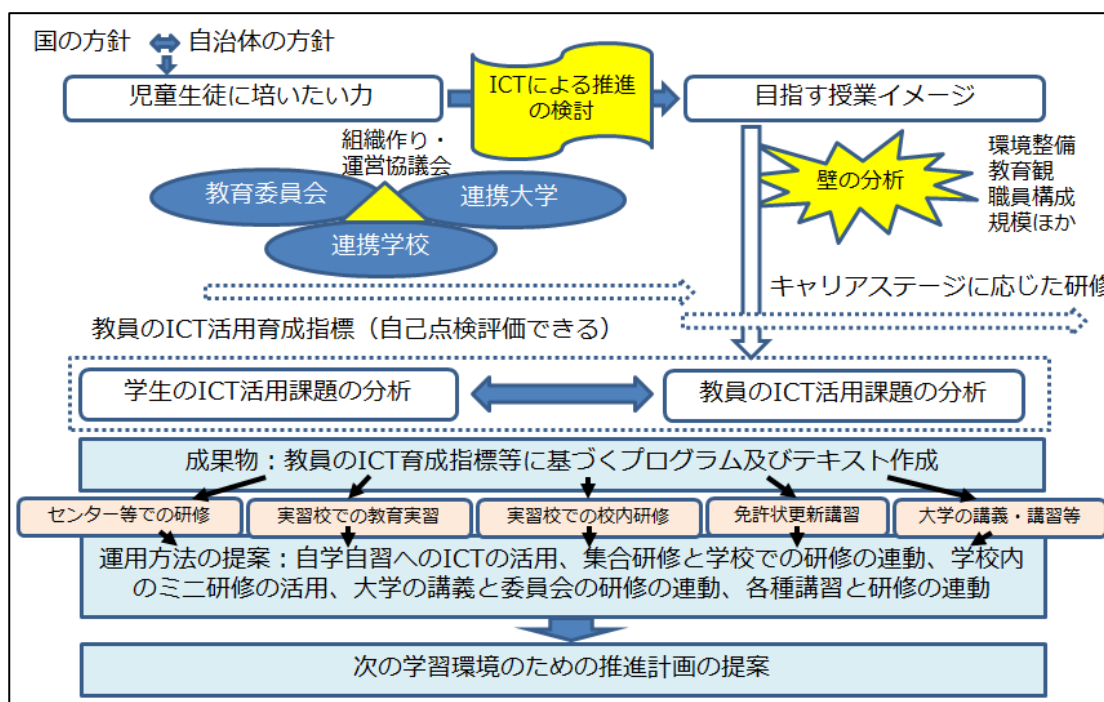 国の方針 自治体の方針
児童生徒に培いたい力
ICTによる推進
の検討
目指す授業イメージ
組織作り・
運営協議会
教育委員会
連携大学
連携学校
壁の分析
環境整備
教育観
職員構成
規模ほか
キャリアステージに応じた研修
教員のICT活用育成指標(自己点検評価できる)
学生のICT活用課題の分析
教員のICT活用課題の分析
成果物:教員のICT育成指標等に基づくプログラム及びテキスト作成
センター等での研修
実習校での教育実習
実習校での校内研修
免許状更新講習
大学の講義・講習等
運用方法の提案:自学自習へのICTの活用、集合研修と学校での研修の連動、学校内
のミニ研修の活用、大学の講義と委員会の研修の連動、各種講習と研修の連動
次の学習環境のための推進計画の提案